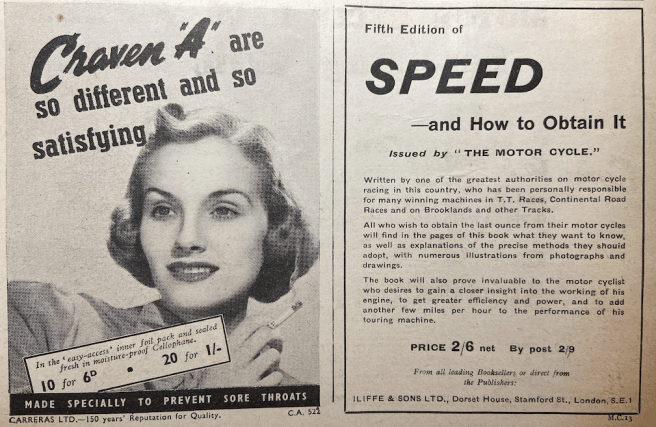 Craven "A" are
so different and so
satisfying
In the 'easy-access' inner foil pack and sealed
fresh in moisture-proof Cellophane.
10 for 6D • 20 for 1/-
MADE SPECIALLY TO PREVENT SORE THROATS
CARRERAS LTD.—150 years' Reputation for Quality. C.A. 522
Fifth Edition of
SPEED
—and How to Obtain It
Issued by "THE MOTOR CYCLE."
Written by one of the greatest authorities on motor cycle
racing in this country, who has been personally responsible
for many winning machines in T.T. Races, Continental Road
Races and on Brooklands and other Tracks.
All who wish to obtain the last ounce from their motor cycles
will find in the pages of this book what they want to know,
as well as explanations of the precise methods they should
adopt, with numerous illustrations from photographs and
drawings.
The book will also prove invaluable to the motor cyclist
who desires to gain a closer insight into the working of his
engine, to get greater efficiency and power, and to add
another few miles per hour to the performance of his
touring machine.
PRICE 2/6 net By post 2/9
From all leading Booksellers or direct from
the Publishers:
ILIFFE & SONS LTD., Dorset House, Stamford St., London, S.E.1
M.C.15